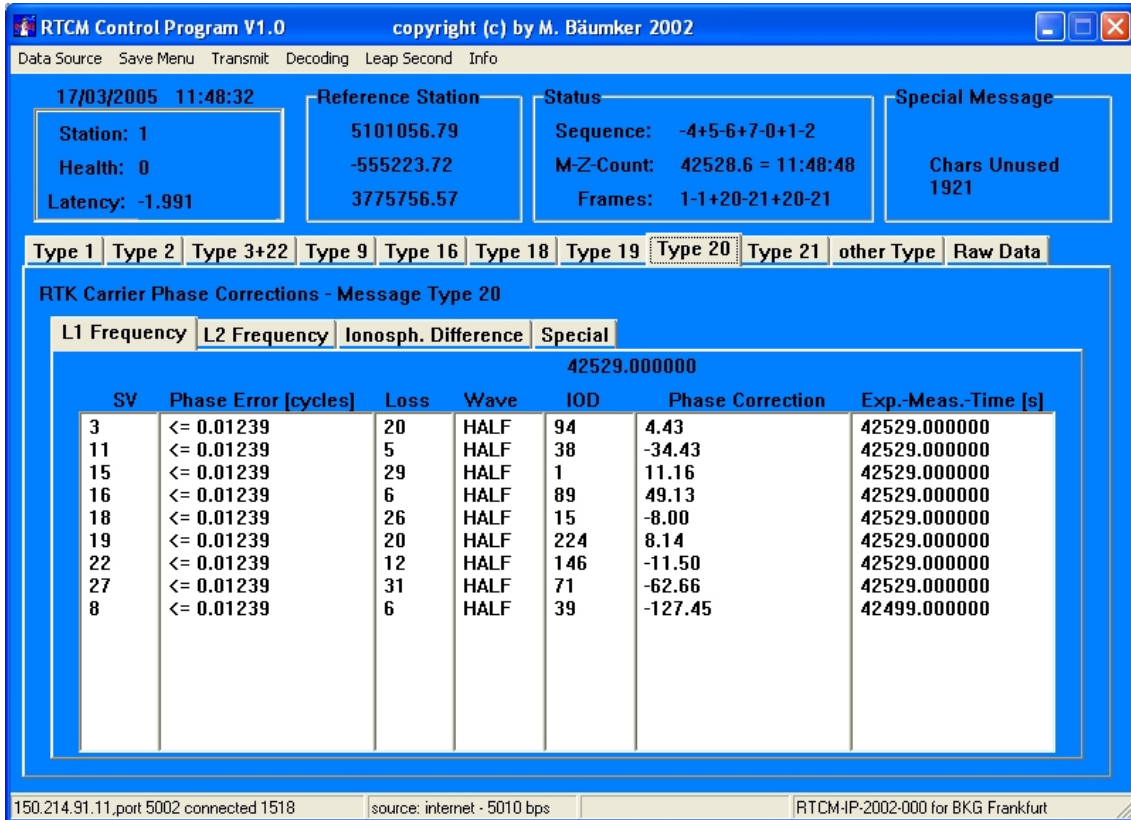 RTCM Control Program V1.0 copyright (c) by M. Bäumker 2002
Data Source Save Menu Transmit Decoding Leap Second Info
17/03/2005 11:48:32
Station: 1
Health: 0
Latency: -1.991
Reference Station
5101056.79
-555223.72
3775756.57
Status
Sequence: -4+5-6+7-0+1-2
M-Z-Count: 42528.6 = 11:48:48
Frames: 1-1+20-21+20-21
Special Message
Chars Unused
1921
Type 1 Type 2 Type 3+22 Type 9 Type 16 Type 18 Type 19 Type 20 Type 21 other Type Raw Data
RTK Carrier Phase Corrections - Message Type 20
L1 Frequency L2 Frequency Ionosph. Difference Special
42529.000000
SV Phase Error [cycles] Loss Wave IOD Phase Correction Exp.-Meas.-Time [s]
3 <= 0.01239 20 HALF 94 4.43 42529.000000
11 <= 0.01239 5 HALF 38 -34.43 42529.000000
15 <= 0.01239 29 HALF 1 11.16 42529.000000
16 <= 0.01239 6 HALF 89 49.13 42529.000000
18 <= 0.01239 26 HALF 15 -8.00 42529.000000
19 <= 0.01239 20 HALF 224 8.14 42529.000000
22 <= 0.01239 12 HALF 146 -11.50 42529.000000
27 <= 0.01239 31 HALF 71 -62.66 42529.000000
8 <= 0.01239 6 HALF 39 -127.45 42499.000000
150.214.91.11,port 5002 connected 1518 source: internet - 5010 bps RTCM-IP-2002-000 for BKG Frankfurt